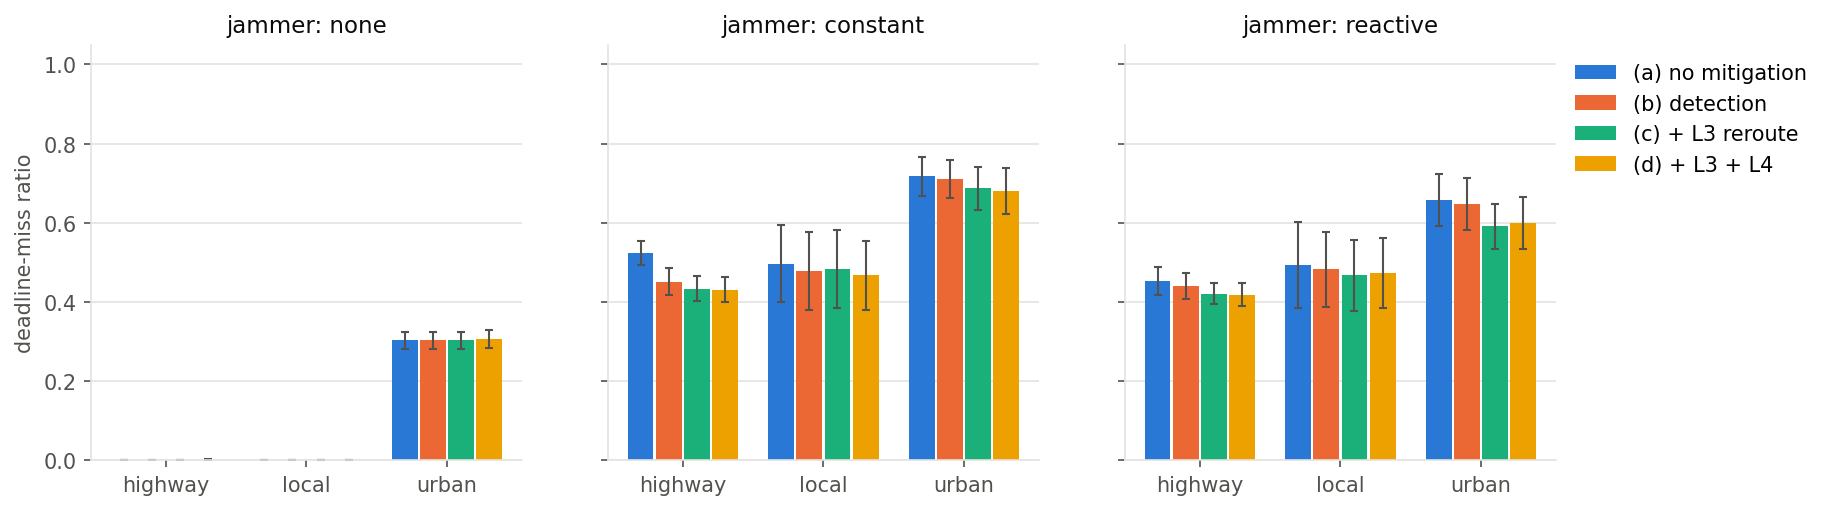 jammer: none
jammer: constant
jammer: reactive
deadline-miss ratio
1.0
0.8
0.6
0.4
0.2
0.0
highway
local
urban
highway
local
urban
highway
local
urban
(a) no mitigation
(b) detection
(c) + L3 reroute
(d) + L3 + L4